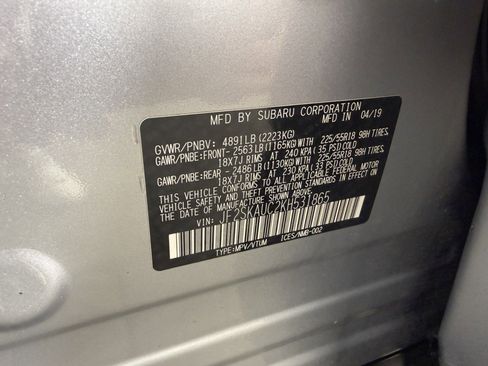 MFD BY SUBARU CORPORATION
MFD IN 04/19
GVWR/PNBV: 4891LB (2223KG)
GAWR/PNBE:FRONT- 2563LB (1165KG) WITH 225/55R18 98H TIRES,
18X7J RIMS AT 240 KPA (35 PSI) COLD
GAWR/PNBE:REAR - 2486LB (1130KG) WITH 225/55R18 98H TIRES,
18X7J RIMS AT 230 KPA (33 PSI) COLD
THIS VEHICLE CONFORMS TO ALL APPLICABLE FEDERAL MOTOR
VEHICLE SAFETY AND BUMPER STANDARDS IN EFFECT ON THE
DATE OF MANUFACTURE SHOWN ABOVE.
VIN: JF2SKAUC2KH531865
TYPE:MPV/VTUM ICES/NMB-002